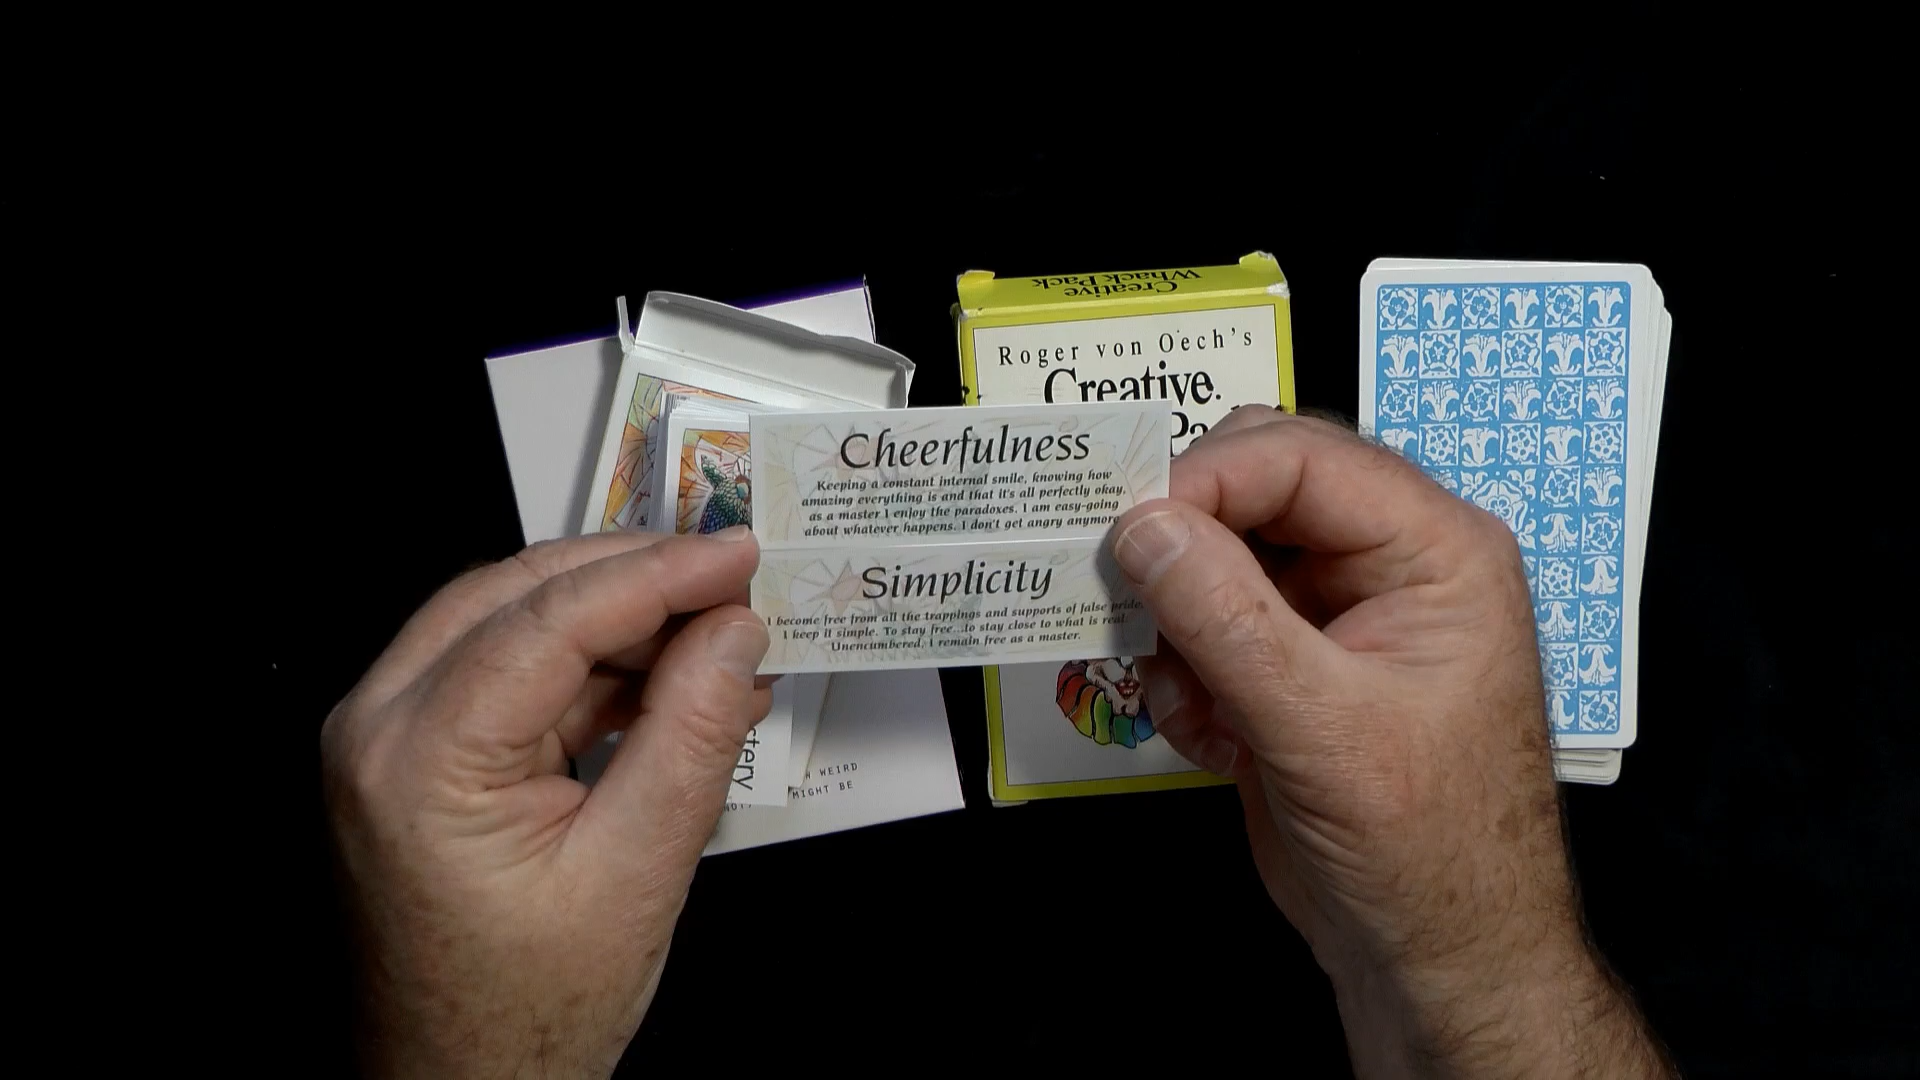 Creative
Whack Pack
Roger von Oech's
Creative
Pa
Cheerfulness
Keeping a constant internal smile, knowing how
amazing everything is and that it's all perfectly okay,
as a master I enjoy the paradoxes. I am easy-going
about whatever happens. I don't get angry anymore
Simplicity
I become free from all the trappings and supports of false pride.
I keep it simple. To stay free...to stay close to what is real.
Unencumbered, I remain free as a master.
stery
WEIRD
MIGHT BE